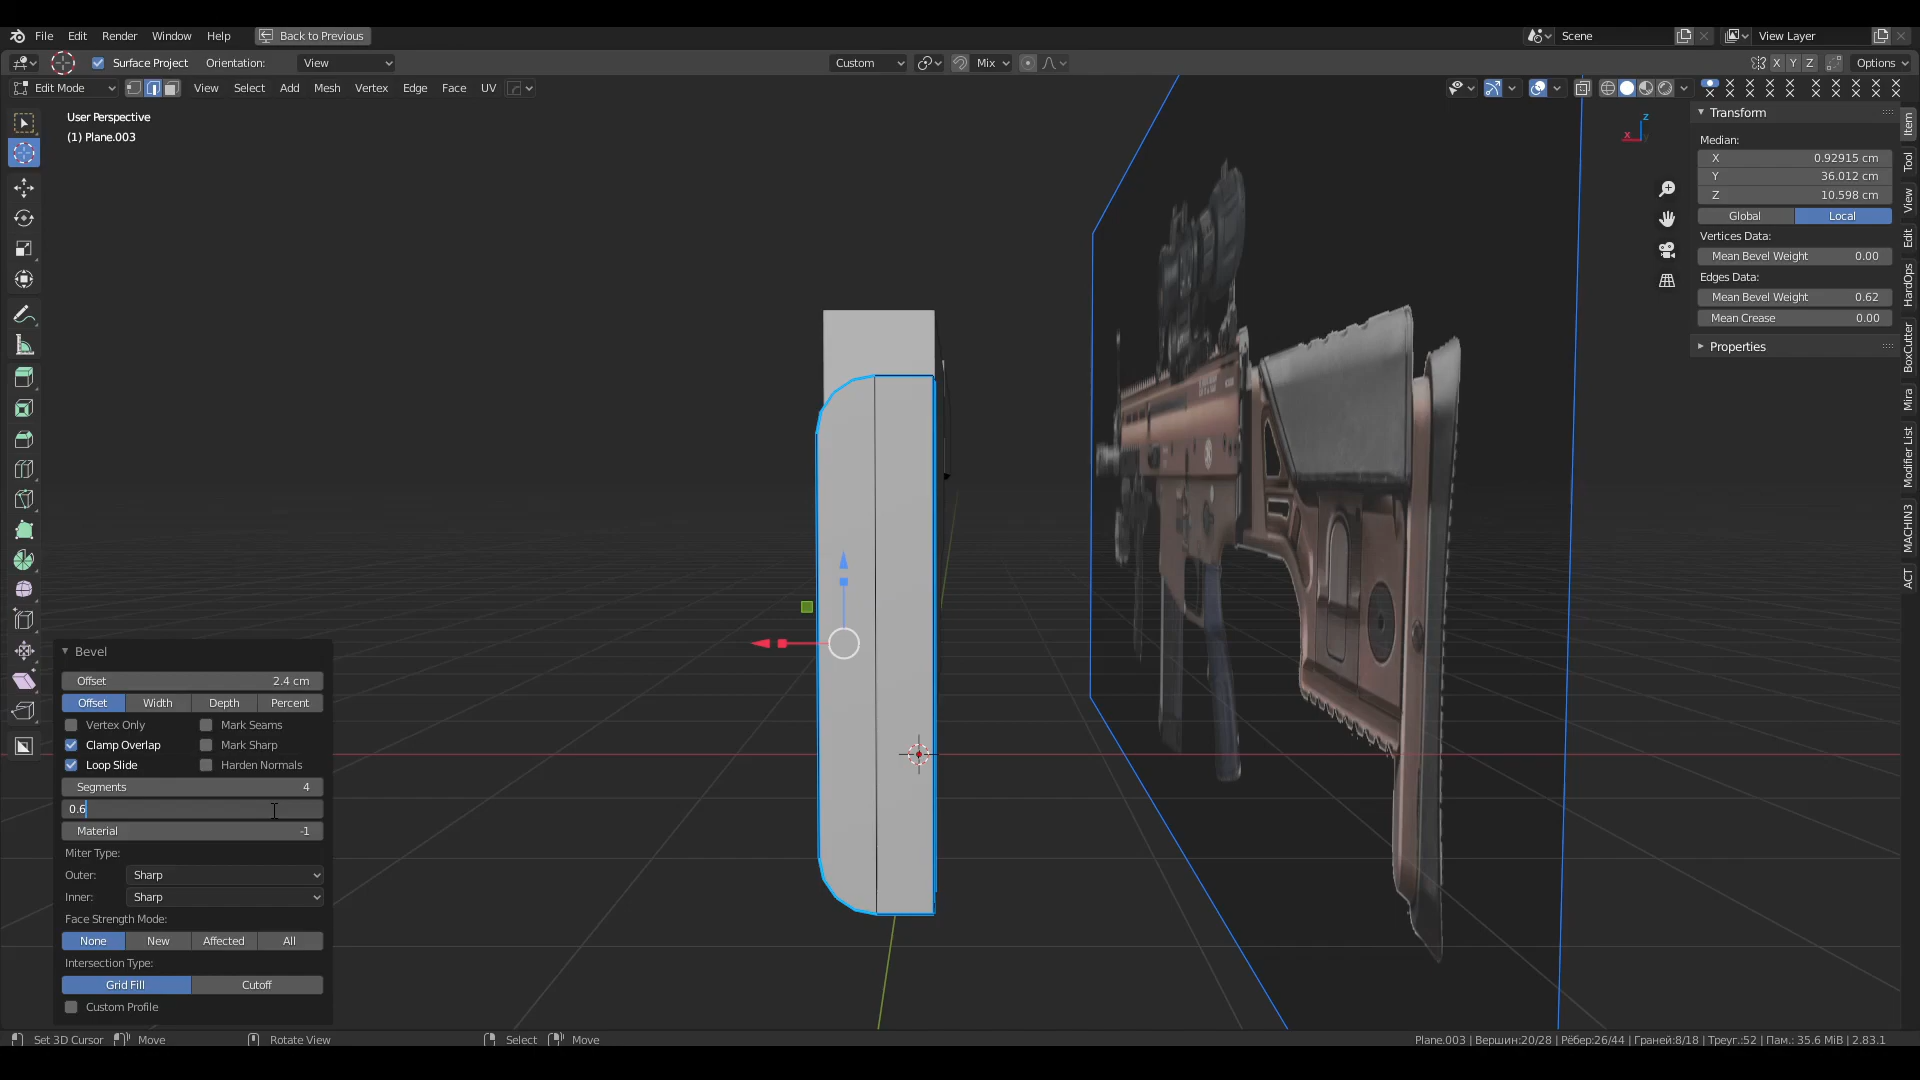 File Edit Render Window Help Back to Previous Scene View Layer
Surface Project Orientation: View Custom Mix X Y Z Options
Edit Mode View Select Add Mesh Vertex Edge Face UV
User Perspective
(1) Plane.003
Z
X
Transform
Median:
X 0.92915 cm
Y 36.012 cm
Z 10.598 cm
Global Local
Vertices Data:
Mean Bevel Weight 0.00
Edges Data:
Mean Bevel Weight 0.62
Mean Crease 0.00
Properties
Item
Tool
View
Edit
HardOps
BoxCutter
Mira
Modifier List
MACHIN3
ACT
Bevel
Offset 2.4 cm
Offset Width Depth Percent
Vertex Only Mark Seams
Clamp Overlap Mark Sharp
Loop Slide Harden Normals
Segments 4
0.6
Material -1
Miter Type:
Outer: Sharp
Inner: Sharp
Face Strength Mode:
None New Affected All
Intersection Type:
Grid Fill Cutoff
Custom Profile
Set 3D Cursor Move Rotate View Select Move Plane.003 | Вершин:20/28 | Рёбер:26/44 | Граней:8/18 | Треуг.:52 | Пам.: 35.6 MiB | 2.83.1